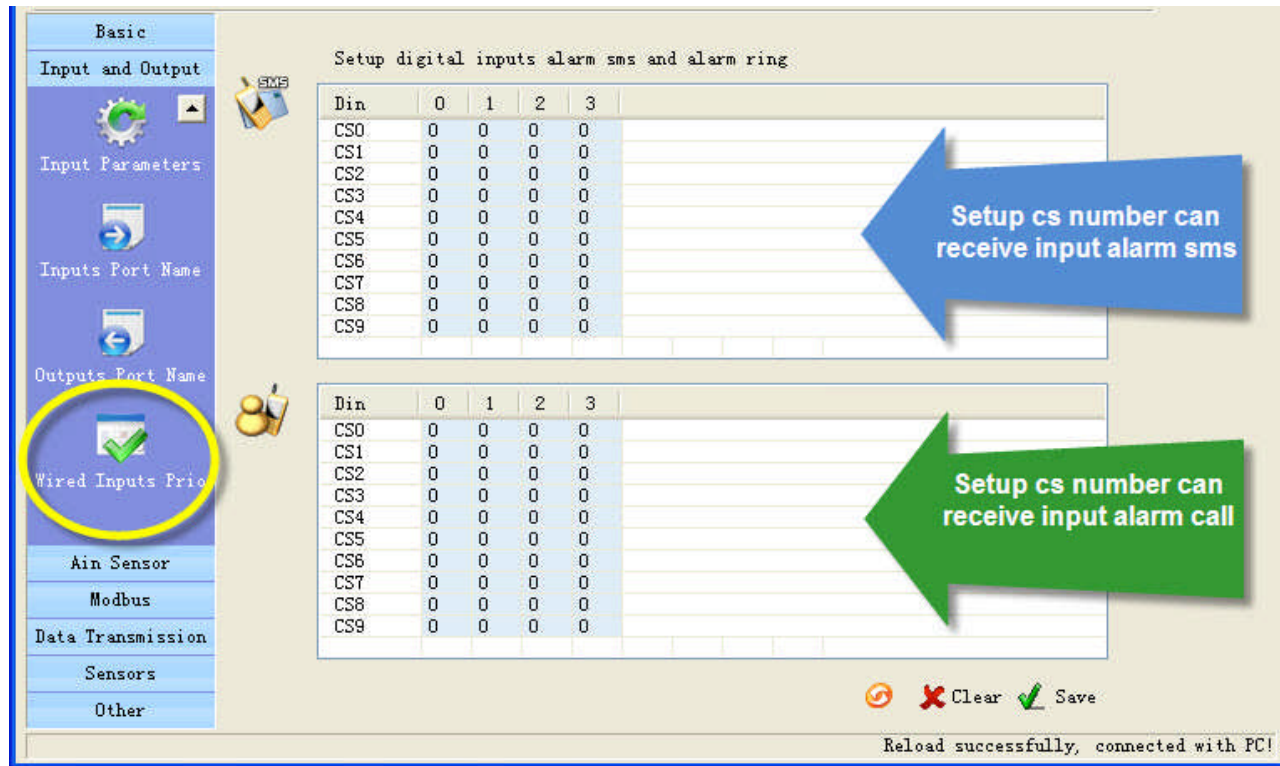 Basic
Input and Output
Input Parameters
Inputs Port Name
Outputs Port Name
Wired Inputs Prio
Ain Sensor
Modbus
Data Transmission
Sensors
Other
Setup digital inputs alarm sms and alarm ring
SMS
Din 0 1 2 3
CS0 0 0 0 0
CS1 0 0 0 0
CS2 0 0 0 0
CS3 0 0 0 0
CS4 0 0 0 0
CS5 0 0 0 0
CS6 0 0 0 0
CS7 0 0 0 0
CS8 0 0 0 0
CS9 0 0 0 0
Setup cs number can
receive input alarm sms
Din 0 1 2 3
CS0 0 0 0 0
CS1 0 0 0 0
CS2 0 0 0 0
CS3 0 0 0 0
CS4 0 0 0 0
CS5 0 0 0 0
CS6 0 0 0 0
CS7 0 0 0 0
CS8 0 0 0 0
CS9 0 0 0 0
Setup cs number can
receive input alarm call
Clear Save
Reload successfully, connected with PC!